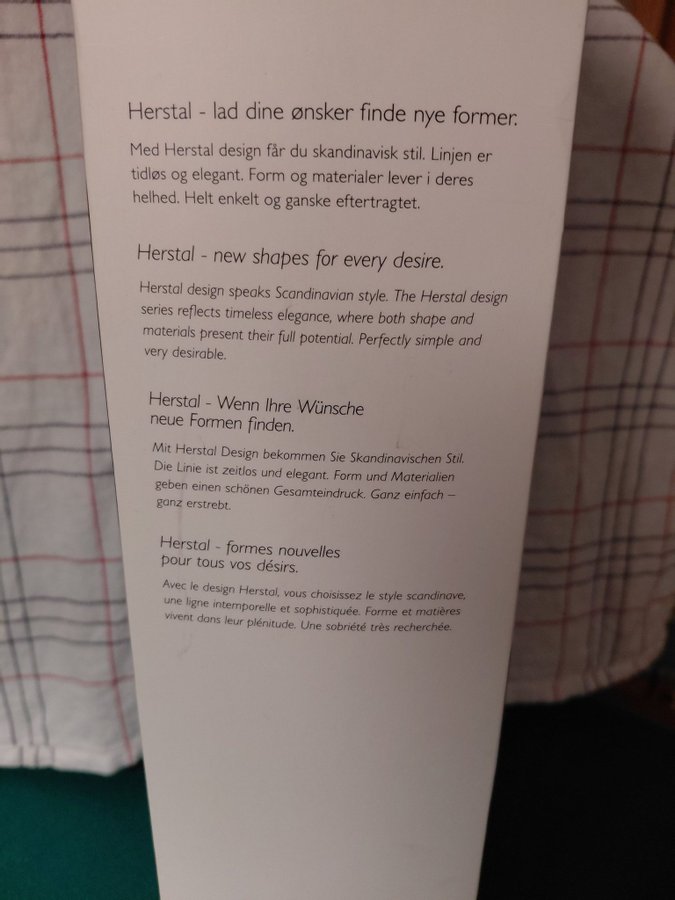 Herstal - lad dine ønsker finde nye former.
Med Herstal design får du skandinavisk stil. Linjen er
tidløs og elegant. Form og materialer lever i deres
helhed. Helt enkelt og ganske eftertragtet.
Herstal - new shapes for every desire.
Herstal design speaks Scandinavian style. The Herstal design
series reflects timeless elegance, where both shape and
materials present their full potential. Perfectly simple and
very desirable.
Herstal - Wenn Ihre Wünsche
neue Formen finden.
Mit Herstal Design bekommen Sie Skandinavischen Stil.
Die Linie ist zeitlos und elegant. Form und Materialien
geben einen schönen Gesamteindruck. Ganz einfach –
ganz erstrebt.
Herstal - formes nouvelles
pour tous vos désirs.
Avec le design Herstal, vous choisissez le style scandinave,
une ligne intemporelle et sophistiquée. Forme et matières
vivent dans leur plénitude. Une sobriété très recherchée.